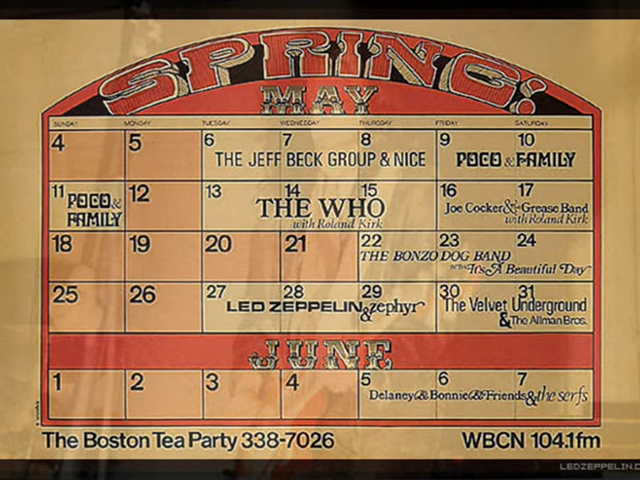 SPRING!
MAY
SUNDAY MONDAY TUESDAY WEDNESDAY THURSDAY FRIDAY SATURDAY
4 5 6 7 8 9 10
THE JEFF BECK GROUP & NICE
POCO & FAMILY
11 12 13 14 15 16 17
POCO &
FAMILY
THE WHO
with Roland Kirk
Joe Cocker & Grease Band
with Roland Kirk
18 19 20 21 22 23 24
THE BONZO DOG BAND
It's A Beautiful Day
25 26 27 28 29 30 31
LED ZEPPELIN & zephyr
The Velvet Underground
& The Allman Bros.
JUNE
1 2 3 4 5 6 7
Delaney & Bonnie & Friends & the serfs
The Boston Tea Party 338-7026
WBCN 104.1fm
LEDZEPPELIN.C